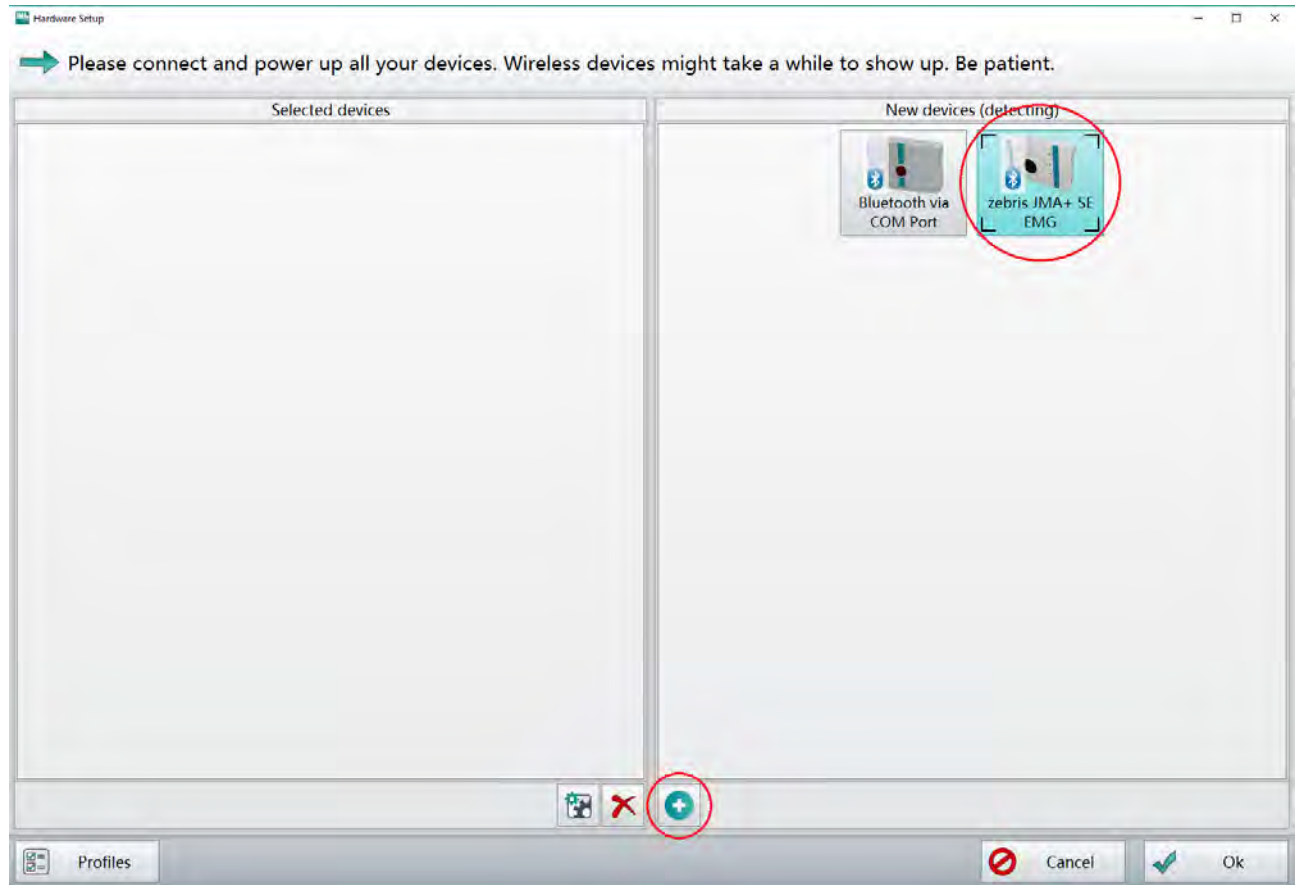 Hardware Setup
Please connect and power up all your devices. Wireless devices might take a while to show up. Be patient.
Selected devices
New devices (detecting)
Bluetooth via
COM Port
zebris JMA+ SE
EMG
Profiles
Cancel
Ok